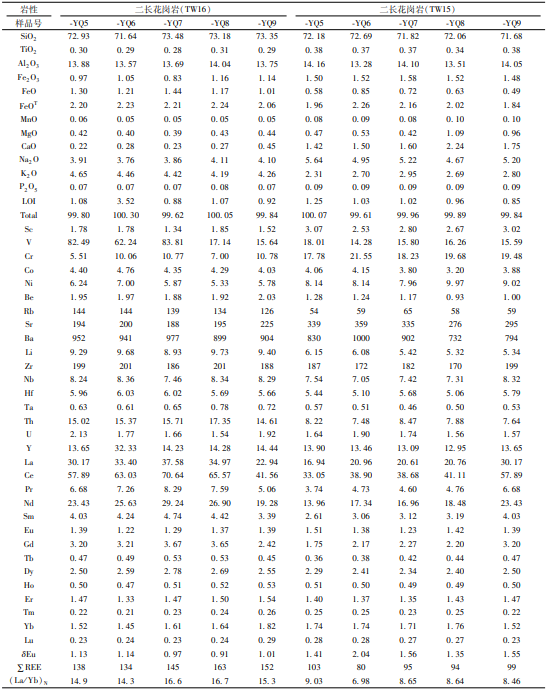 岩性 二长花岗岩(TW16) 二长花岗岩(TW15)
样品号 -YQ5 -YQ6 -YQ7 -YQ8 -YQ9 -YQ5 -YQ6 -YQ7 -YQ8 -YQ9
SiO2 72.93 71.64 73.48 73.18 73.35 72.18 72.69 71.82 72.06 71.68
TiO2 0.30 0.29 0.28 0.31 0.29 0.38 0.37 0.37 0.34 0.38
Al2O3 13.88 13.57 13.69 14.04 13.75 14.16 13.28 14.10 13.51 14.05
Fe2O3 0.97 1.05 0.83 1.16 1.14 1.50 1.52 1.58 1.52 1.48
FeO 1.30 1.21 1.44 1.17 1.01 0.58 0.85 0.72 0.63 0.49
FeOT 2.20 2.23 2.21 2.24 2.06 1.96 2.26 2.16 2.02 1.84
MnO 0.06 0.05 0.05 0.05 0.05 0.08 0.09 0.08 0.10 0.10
MgO 0.42 0.40 0.39 0.43 0.44 0.47 0.53 0.42 1.09 0.96
CaO 0.22 0.28 0.23 0.27 0.45 1.42 1.50 1.60 2.24 1.75
Na2O 3.91 3.76 3.86 4.11 4.10 5.64 4.95 5.22 4.67 5.20
K2O 4.65 4.46 4.42 4.19 4.26 2.31 2.70 2.95 2.69 2.80
P2O5 0.07 0.07 0.07 0.08 0.07 0.09 0.09 0.09 0.09 0.09
LOI 1.08 3.52 0.88 1.07 0.92 1.25 1.03 1.02 0.96 0.85
Total 99.80 100.30 99.62 100.05 99.84 100.07 99.61 99.96 99.89 99.84
Sc 1.78 1.78 1.34 1.85 1.52 3.07 2.53 2.80 2.67 3.02
V 82.49 62.24 83.81 17.14 15.64 18.01 14.28 15.80 16.26 15.59
Cr 5.51 10.06 10.77 7.00 10.78 17.78 21.55 18.23 19.68 19.48
Co 4.40 4.76 4.35 4.29 4.03 4.06 4.15 3.80 3.20 3.88
Ni 6.24 7.00 5.87 5.33 5.78 8.14 8.14 7.96 9.97 9.02
Be 1.95 1.97 1.88 1.92 2.03 1.28 1.24 1.17 0.93 1.00
Rb 144 144 139 134 126 54 59 65 58 59
Sr 194 200 188 195 225 339 359 335 276 295
Ba 952 941 977 899 904 830 1000 902 732 794
Li 9.29 9.68 8.93 9.73 9.40 6.15 6.08 5.42 5.32 5.34
Zr 199 201 186 201 188 187 172 182 170 199
Nb 8.24 8.36 7.46 8.34 8.29 7.54 7.05 7.42 7.31 8.32
Hf 5.96 6.03 6.02 5.69 5.66 5.44 5.10 5.68 5.06 5.79
Ta 0.63 0.61 0.65 0.78 0.72 0.57 0.51 0.46 0.50 0.53
Th 15.02 15.37 15.71 17.35 14.61 8.22 7.48 8.47 7.88 7.64
U 2.13 1.77 1.66 1.54 1.92 1.64 1.90 1.74 1.56 1.57
Y 13.65 32.33 14.23 14.28 14.44 13.90 13.46 13.09 12.95 13.65
La 30.17 33.40 37.58 34.97 22.94 16.94 20.96 20.61 20.76 30.17
Ce 57.89 63.03 70.64 65.57 41.56 33.05 38.90 38.68 41.11 57.89
Pr 6.68 7.26 8.29 7.59 5.06 3.74 4.73 4.60 4.76 6.68
Nd 23.43 25.63 29.24 26.90 19.28 13.96 17.34 16.96 18.48 23.43
Sm 4.03 4.24 4.74 4.42 3.39 2.61 3.06 3.12 3.19 4.03
Eu 1.39 1.22 1.29 1.37 1.39 1.51 1.38 1.23 1.42 1.39
Gd 3.20 3.21 3.67 3.65 2.42 1.75 2.17 2.27 2.20 3.20
Tb 0.47 0.49 0.53 0.53 0.45 0.36 0.38 0.42 0.44 0.47
Dy 2.50 2.59 2.78 2.69 2.55 2.29 2.41 2.34 2.40 2.50
Ho 0.50 0.47 0.51 0.52 0.53 0.51 0.50 0.49 0.49 0.50
Er 1.47 1.33 1.47 1.50 1.54 1.40 1.37 1.35 1.43 1.47
Tm 0.22 0.21 0.23 0.24 0.26 0.25 0.25 0.23 0.25 0.22
Yb 1.52 1.45 1.61 1.64 1.82 1.74 1.74 1.71 1.76 1.52
Lu 0.23 0.24 0.23 0.24 0.29 0.28 0.28 0.27 0.27 0.23
δEu 1.13 1.14 0.97 0.91 1.01 1.41 2.04 1.56 1.35 1.55
∑REE 138 134 145 163 152 103 80 95 94 99
(La/Yb)N 14.9 14.3 16.6 16.7 15.3 9.03 6.98 8.65 8.64 8.46